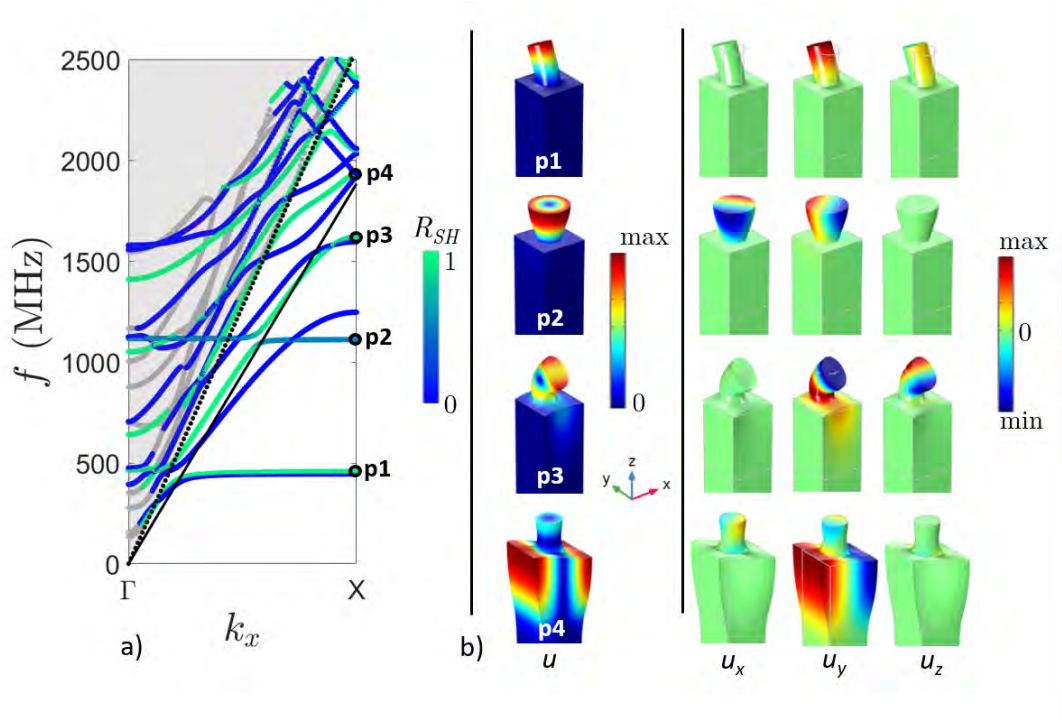 2500
2000
1500
1000
500
0
f (MHz)
Γ
X
k_x
a)
p4
p3
p2
p1
R_SH
1
0
b)
p1
p2
p3
p4
u
max
0
z
y
x
u_x
u_y
u_z
max
0
min